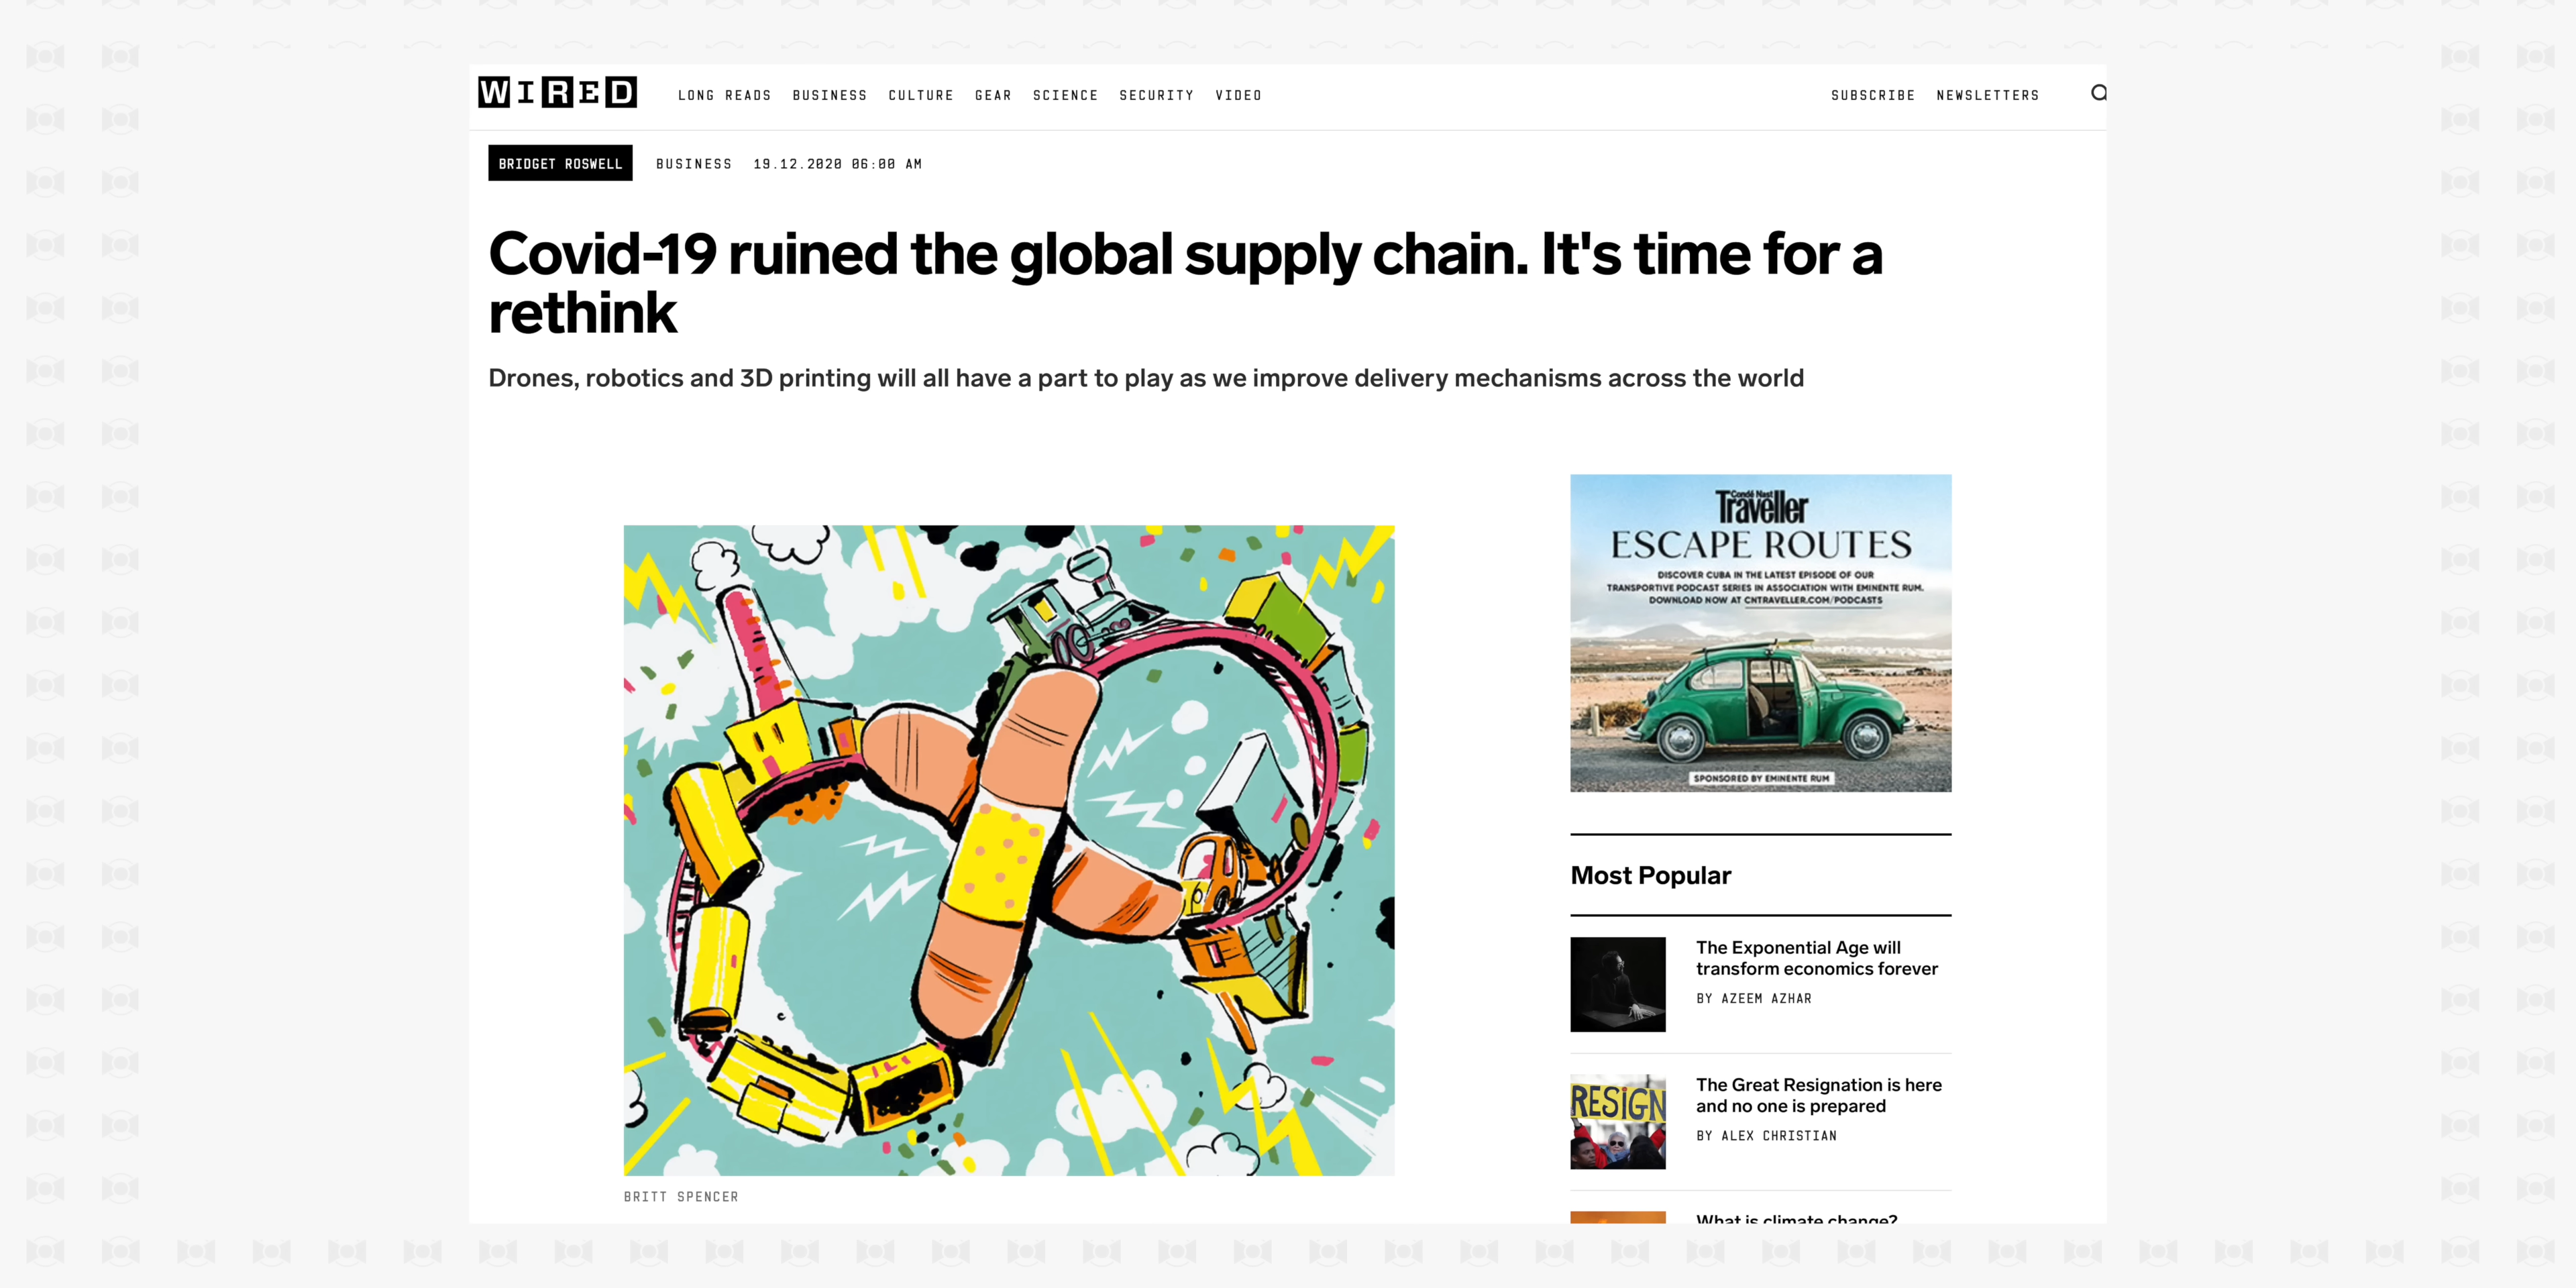 WIRED
LONG READS BUSINESS CULTURE GEAR SCIENCE SECURITY VIDEO
SUBSCRIBE NEWSLETTERS
BRIDGET ROSWELL BUSINESS 19.12.2020 06:00 AM
Covid-19 ruined the global supply chain. It's time for a
rethink
Drones, robotics and 3D printing will all have a part to play as we improve delivery mechanisms across the world
BRITT SPENCER
Condé Nast
Traveller
ESCAPE ROUTES
DISCOVER CUBA IN THE LATEST EPISODE OF OUR
TRANSPORTIVE PODCAST SERIES IN ASSOCIATION WITH EMINENTE RUM.
DOWNLOAD NOW AT CNTRAVELLER.COM/PODCASTS
SPONSORED BY EMINENTE RUM
Most Popular
The Exponential Age will
transform economics forever
BY AZEEM AZHAR
RESIGN
The Great Resignation is here
and no one is prepared
BY ALEX CHRISTIAN
What is climate change?